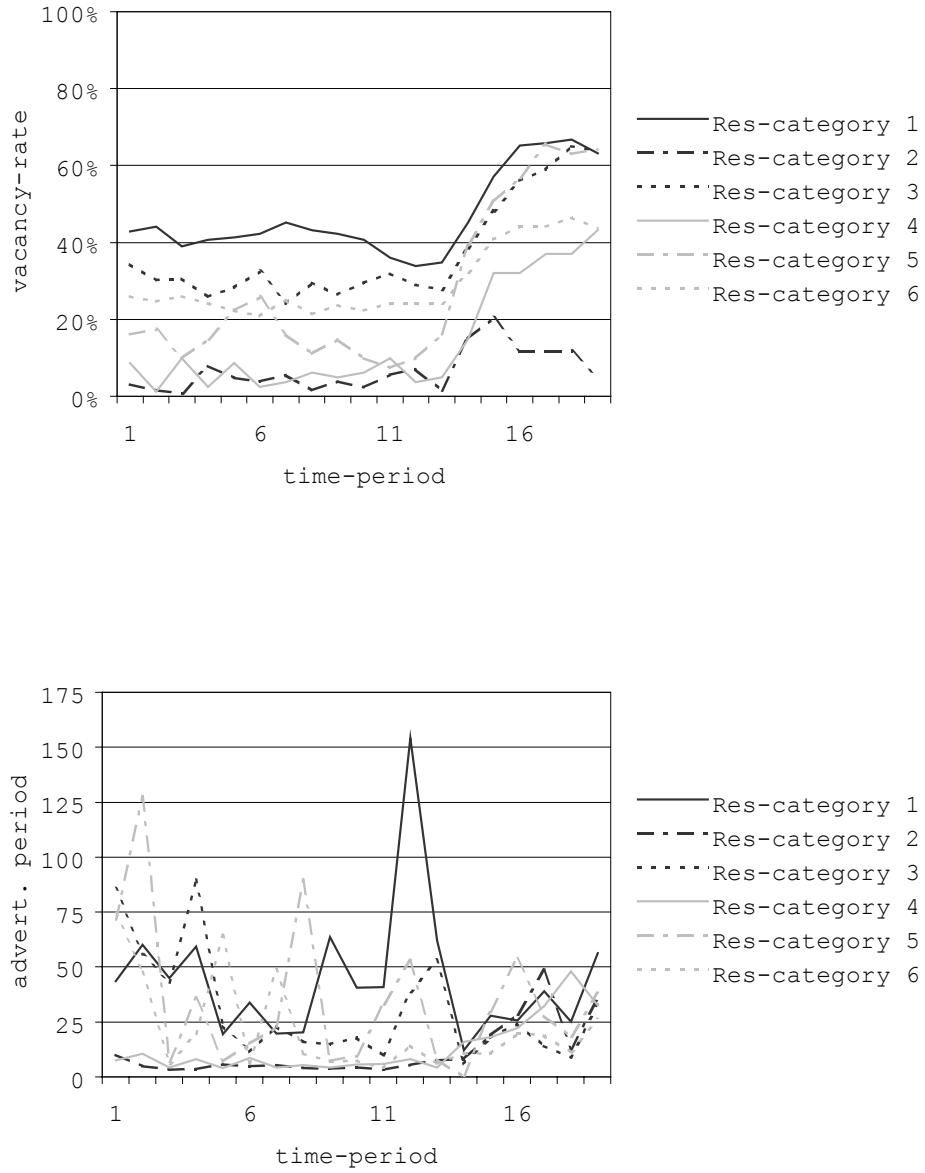 100%
80%
60%
40%
20%
0%
vacancy-rate
1 6 11 16
time-period
Res-category 1
Res-category 2
Res-category 3
Res-category 4
Res-category 5
Res-category 6
175
150
125
100
75
50
25
0
advert. period
1 6 11 16
time-period
Res-category 1
Res-category 2
Res-category 3
Res-category 4
Res-category 5
Res-category 6